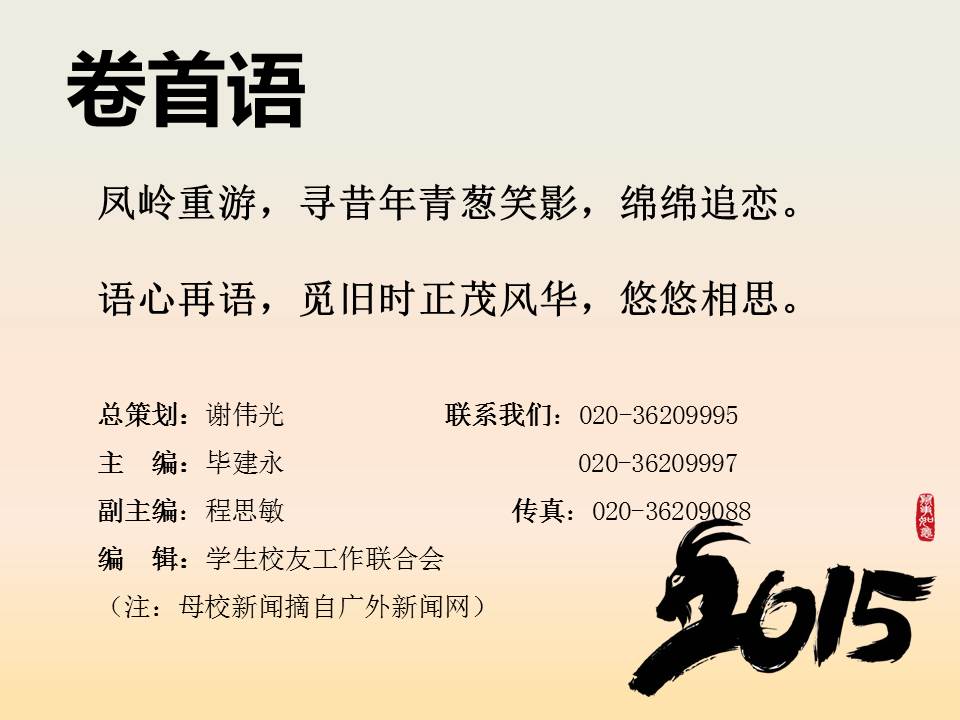 卷首语
凤岭重游，寻昔年青葱笑影，绵绵追恋。
语心再语，觅旧时正茂风华，悠悠相思。
总策划：谢伟光 联系我们：020-36209995
主 编：毕建永 020-36209997
副主编：程思敏 传真：020-36209088
编 辑：学生校友工作联合会
（注：母校新闻摘自广外新闻网）
2015